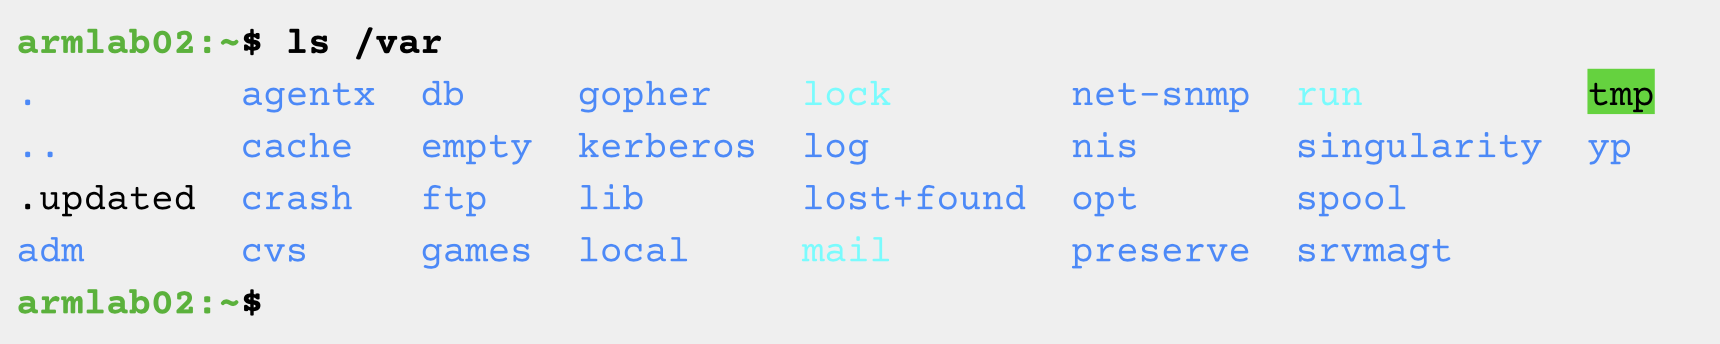 armlab02:~$ ls /var
.         agentx  db     gopher    lock        net-snmp  run          tmp
..        cache   empty  kerberos  log         nis       singularity  yp
.updated  crash   ftp    lib       lost+found  opt       spool
adm       cvs     games  local     mail        preserve  srvmagt
armlab02:~$